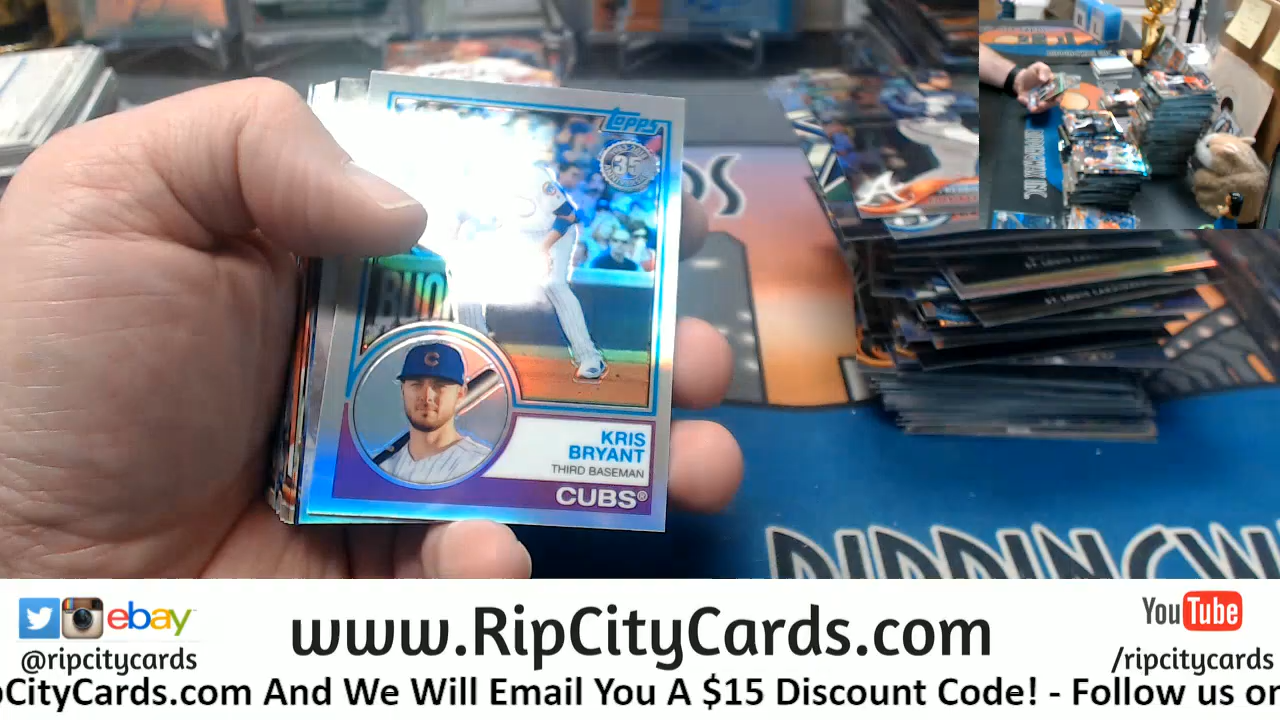 Topps
35
KRIS
BRYANT
THIRD BASEMAN
CUBS®
C
ebay
@ripcitycards
www.RipCityCards.com
YouTube
/ripcitycards
pCityCards.com And We Will Email You A $15 Discount Code! - Follow us on